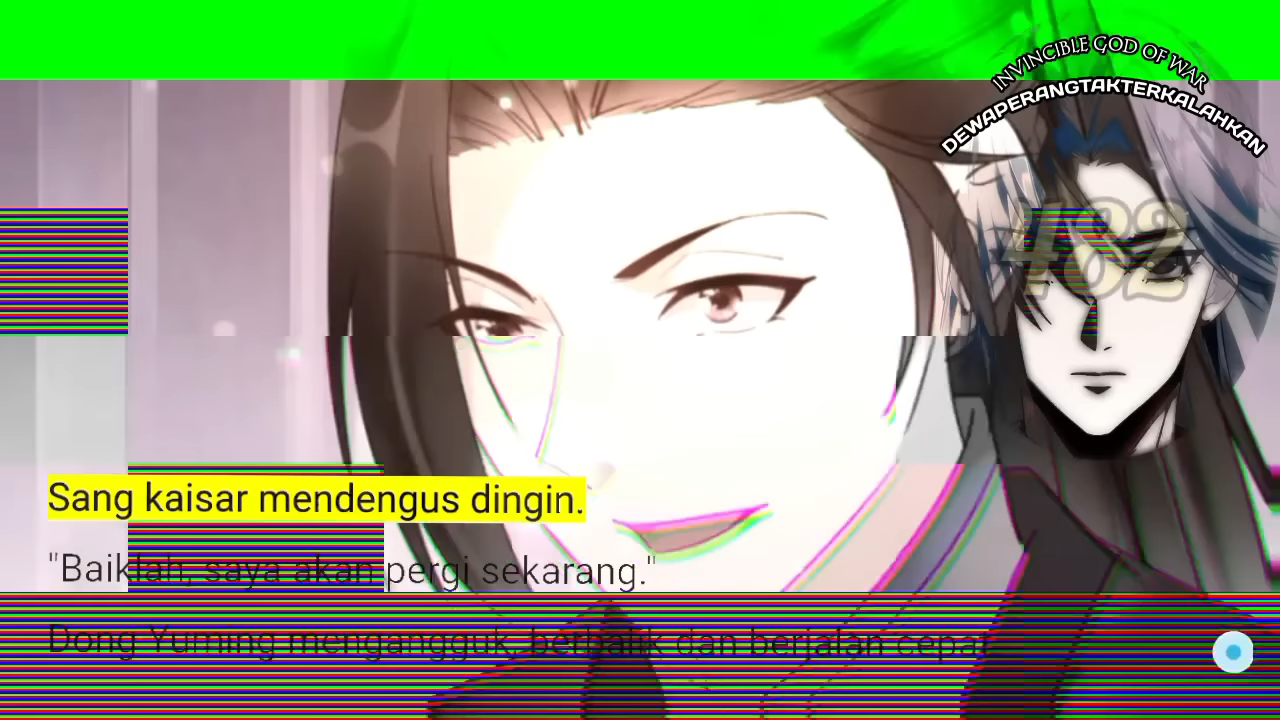 INVINCIBLE GOD OF WAR
DEWAPERANGTAKTERKALAHKAN
482
Sang kaisar mendengus dingin.
"Baiklah, saya akan pergi sekarang."
Dong Yuming mengangguk, berbalik dan berjalan cepat